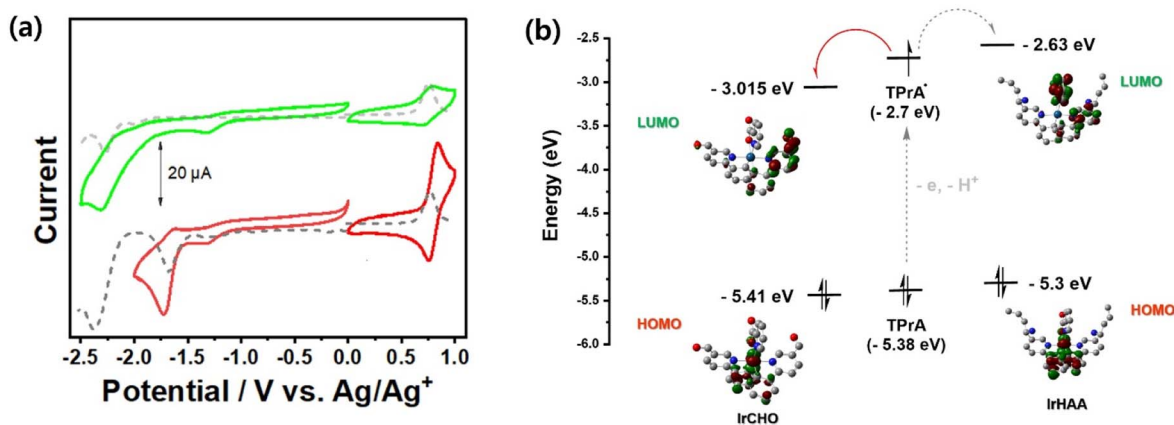 (a)
Current
20 µA
-2.5 -2.0 -1.5 -1.0 -0.5 0.0 0.5 1.0
Potential / V vs. Ag/Ag⁺
(b)
Energy (eV)
-2.5
-3.0
-3.5
-4.0
-4.5
-5.0
-5.5
-6.0
- 3.015 eV
LUMO
TPrA•
(- 2.7 eV)
- 2.63 eV
LUMO
- e, - H⁺
- 5.41 eV
HOMO
IrCHO
TPrA
(- 5.38 eV)
- 5.3 eV
HOMO
IrHAA